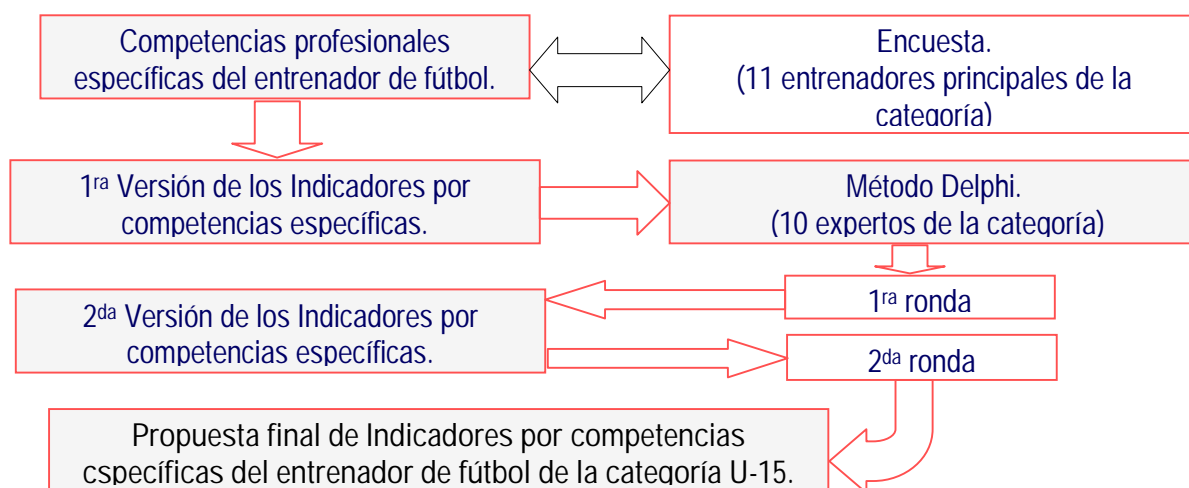 Competencias profesionales
específicas del entrenador de fútbol.
Encuesta.
(11 entrenadores principales de la
categoría)
1ra Versión de los Indicadores por
competencias específicas.
Método Delphi.
(10 expertos de la categoría)
1ra ronda
2da Versión de los Indicadores por
competencias específicas.
2da ronda
Propuesta final de Indicadores por competencias
específicas del entrenador de fútbol de la categoría U-15.